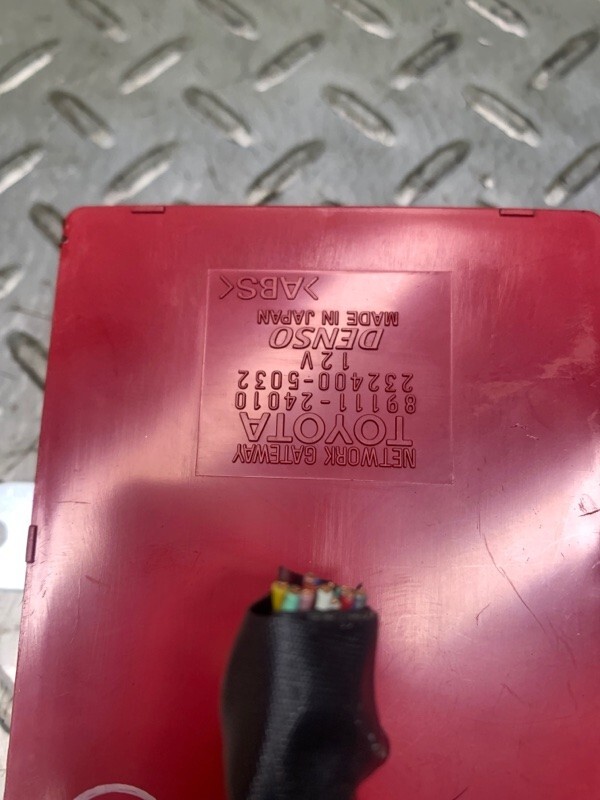 NETWORK GATEWAY
TOYOTA
89111-24010
232400-5032
12V
DENSO
MADE IN JAPAN
>ABS<